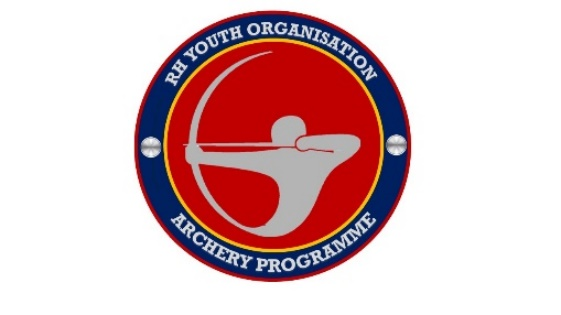 RH YOUTH ORGANISATION
ARCHERY PROGRAMME